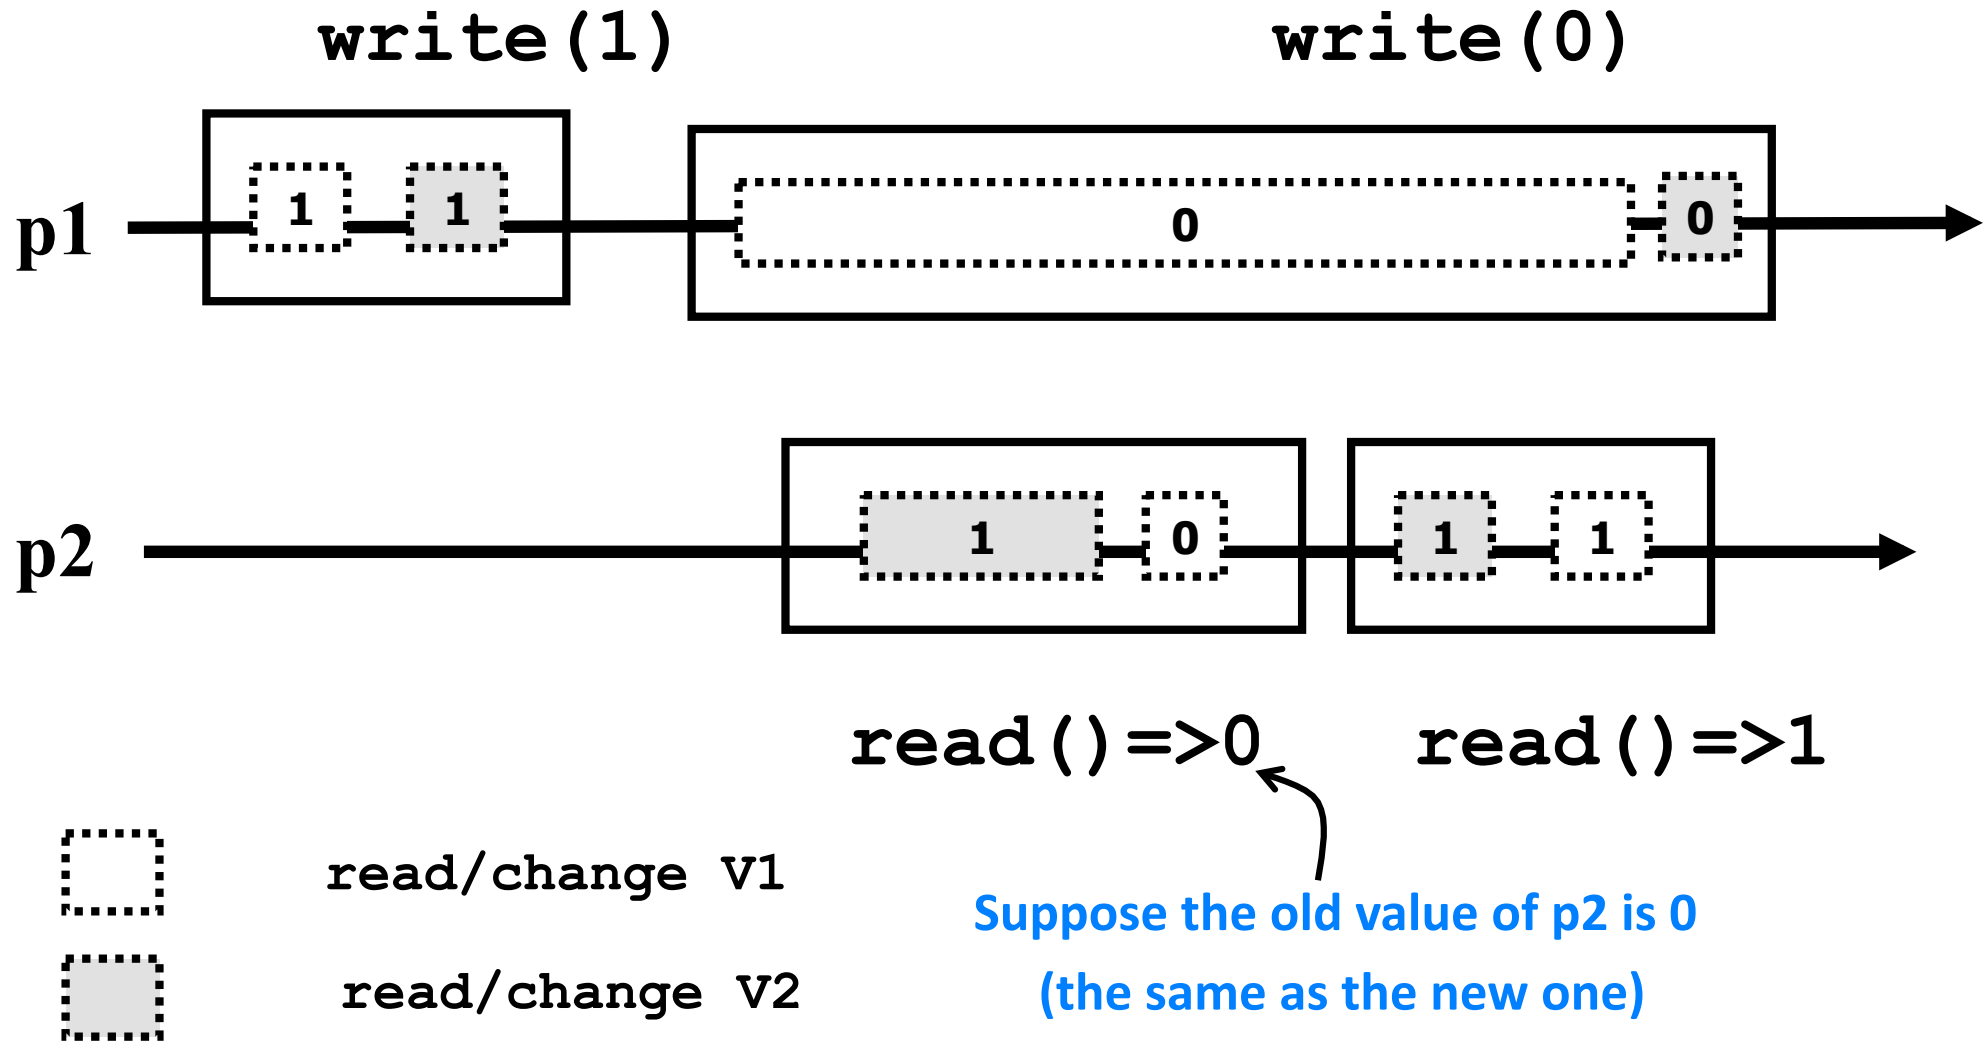 write(1) write(0)
p1 1 1 0 0
p2 1 0 1 1
read()=>0 read()=>1
read/change V1
Suppose the old value of p2 is 0
read/change V2
(the same as the new one)